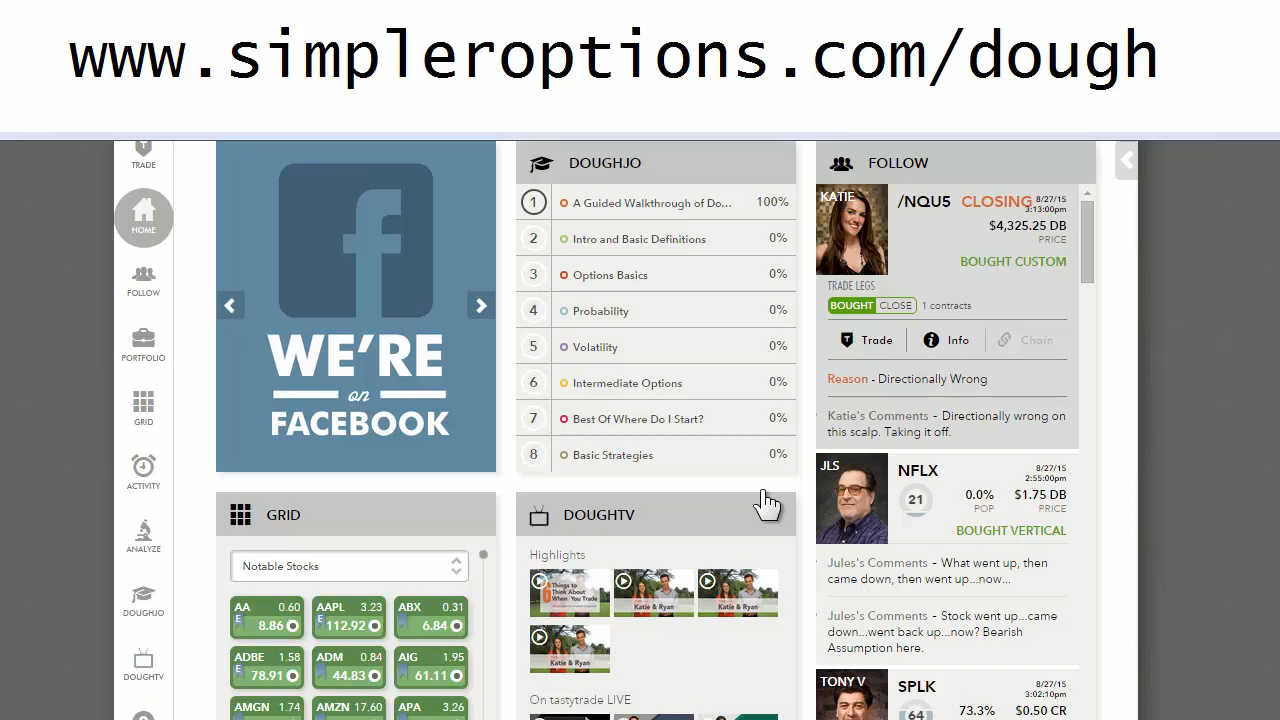 www.simpleroptions.com/dough
TRADE
HOME
FOLLOW
PORTFOLIO
GRID
ACTIVITY
ANALYZE
DOUGHJO
DOUGHTV
WE'RE
on
FACEBOOK
DOUGHJO
1 A Guided Walkthrough of Do... 100%
2 Intro and Basic Definitions 0%
3 Options Basics 0%
4 Probability 0%
5 Volatility 0%
6 Intermediate Options 0%
7 Best Of Where Do I Start? 0%
8 Basic Strategies 0%
FOLLOW
KATIE
/NQU5 CLOSING 8/27/15
3:13:00pm
$4,325.25 DB
PRICE
BOUGHT CUSTOM
TRADE LEGS
BOUGHT CLOSE 1 contracts
Trade Info Chain
Reason - Directionally Wrong
Katie's Comments - Directionally wrong on
this scalp. Taking it off.
JLS
NFLX 8/27/15
2:55:00pm
21 0.0% $1.75 DB
POP PRICE
BOUGHT VERTICAL
Jules's Comments - What went up, then
came down, then went up...now...
Jules's Comments - Stock went up...came
down...went back up...now? Bearish
Assumption here.
TONY V
SPLK 8/27/15
3:02:10pm
64 73.3% $0.50 CR
GRID
Notable Stocks
AA 0.60
E 8.86
AAPL 3.23
112.92
ABX 0.31
6.84
ADBE 1.58
E 78.91
ADM 0.84
44.83
AIG 1.95
61.11
AMGN 1.74
AMZN 17.60
APA 3.26
DOUGHTV
Highlights
6 Things to
Think About
When You Trade
Katie & Ryan
Katie & Ryan
Katie & Ryan
On tastytrade LIVE